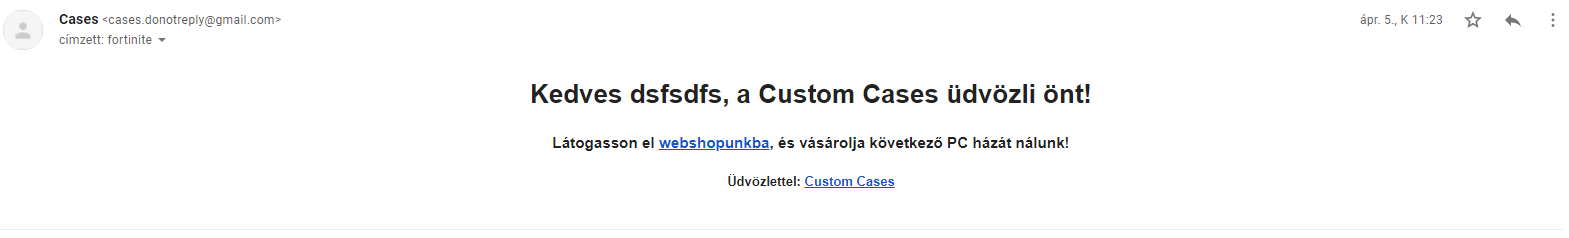 Cases <cases.donotreply@gmail.com>
ápr. 5., K 11:23
címzett: fortinite
Kedves dsfsdfs, a Custom Cases üdvözli önt!
Látogasson el webshopunkba, és vásárolja következő PC házát nálunk!
Üdvözlettel: Custom Cases